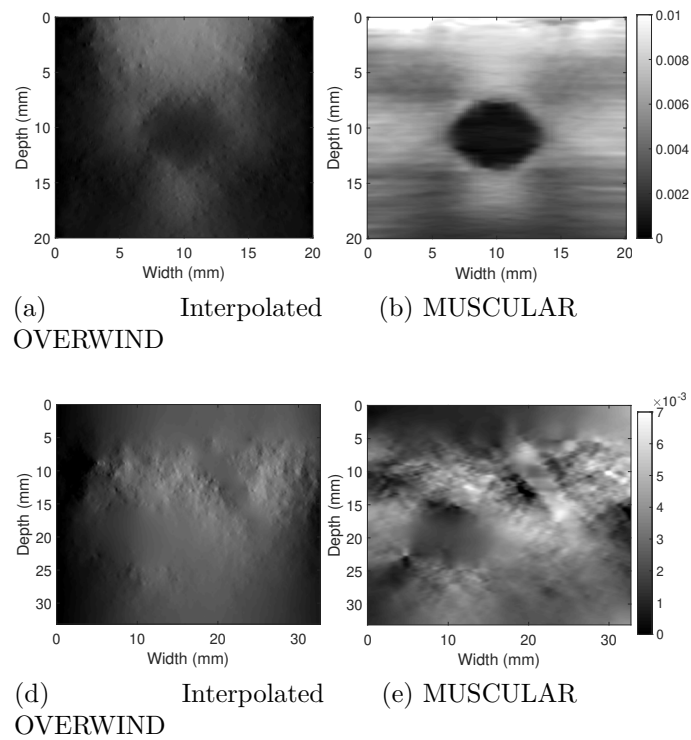 0
5
10
15
20
Depth (mm)
0 5 10 15 20
Width (mm)
0
5
10
15
20
Depth (mm)
0 5 10 15 20
Width (mm)
0.01
0.008
0.006
0.004
0.002
0
(a) Interpolated
OVERWIND
(b) MUSCULAR
0
5
10
15
20
25
30
Depth (mm)
0 10 20 30
Width (mm)
0
5
10
15
20
25
30
Depth (mm)
0 10 20 30
Width (mm)
×10⁻³
7
6
5
4
3
2
1
0
(d) Interpolated
OVERWIND
(e) MUSCULAR